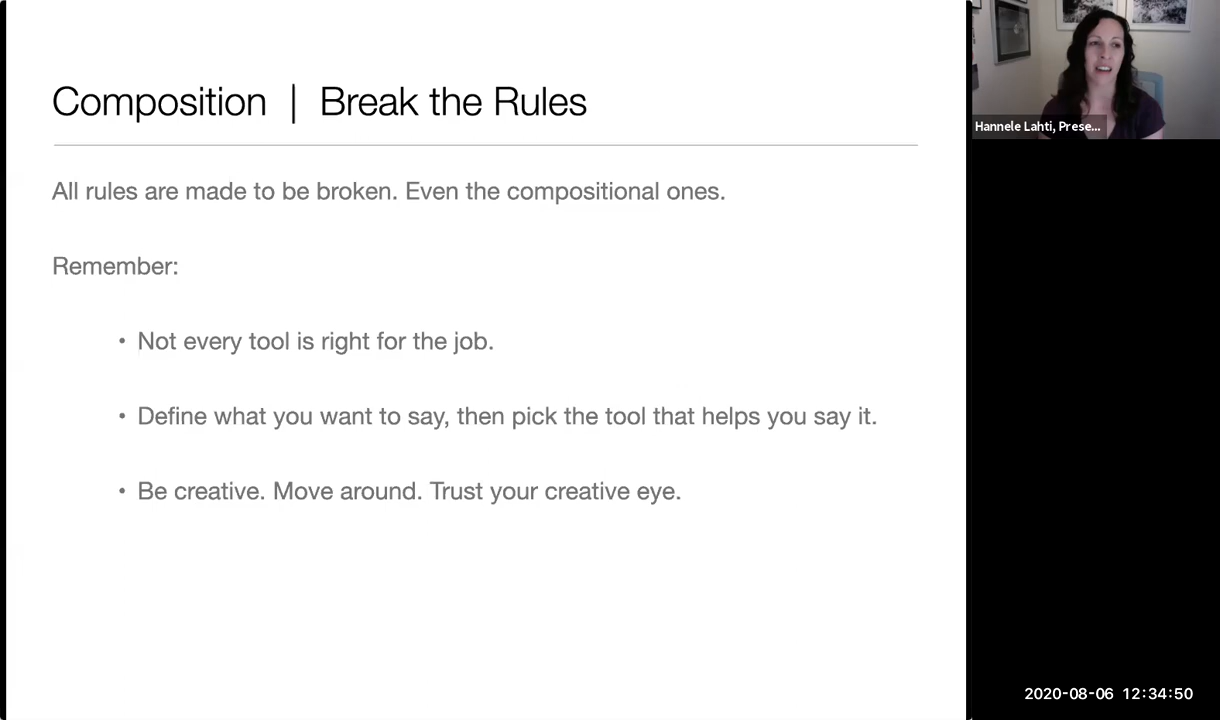 Composition | Break the Rules
All rules are made to be broken. Even the compositional ones.
Remember:
• Not every tool is right for the job.
• Define what you want to say, then pick the tool that helps you say it.
• Be creative. Move around. Trust your creative eye.
Hannele Lahti, Prese...
2020-08-06 12:34:50